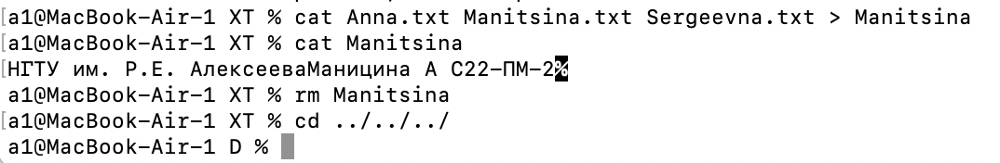 [a1@MacBook-Air-1 XT % cat Anna.txt Manitsina.txt Sergeevna.txt > Manitsina
[a1@MacBook-Air-1 XT % cat Manitsina
[НГТУ им. Р.Е. АлексееваМаницина А С22-ПМ-2%
a1@MacBook-Air-1 XT % rm Manitsina
[a1@MacBook-Air-1 XT % cd ../../../
a1@MacBook-Air-1 D %